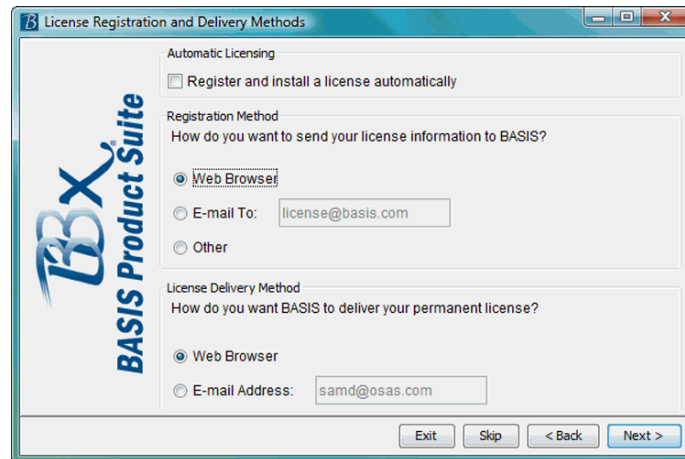 License Registration and Delivery Methods
Automatic Licensing
Register and install a license automatically
Registration Method
How do you want to send your license information to BASIS?
Web Browser
E-mail To: license@basis.com
Other
License Delivery Method
How do you want BASIS to deliver your permanent license?
Web Browser
E-mail Address: samd@osas.com
BBx®
BASIS Product Suite
Exit Skip < Back Next >